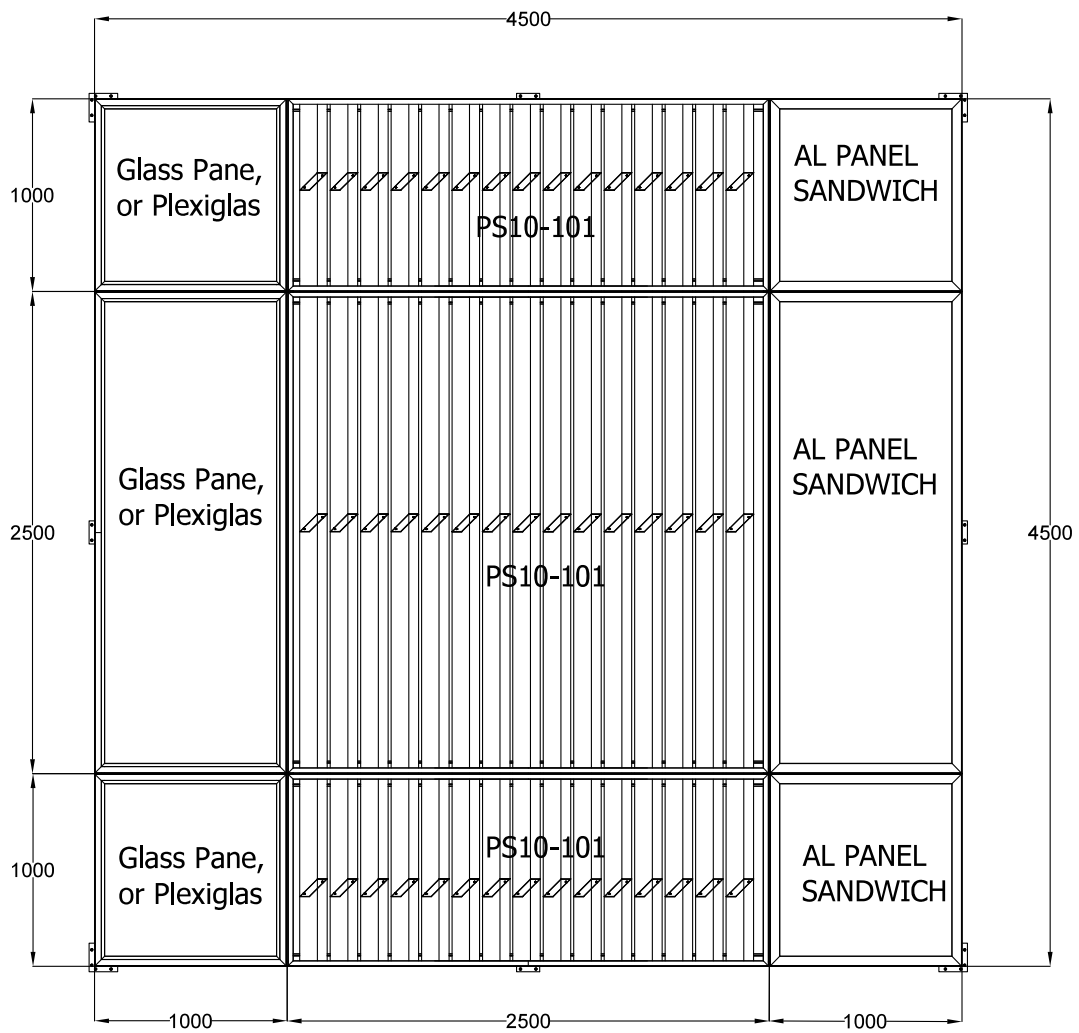 4500
Glass Pane,
or Plexiglas
AL PANEL
SANDWICH
1000
PS10-101
Glass Pane,
or Plexiglas
AL PANEL
SANDWICH
2500
4500
PS10-101
PS10-101
Glass Pane,
or Plexiglas
AL PANEL
SANDWICH
1000
1000
2500
1000